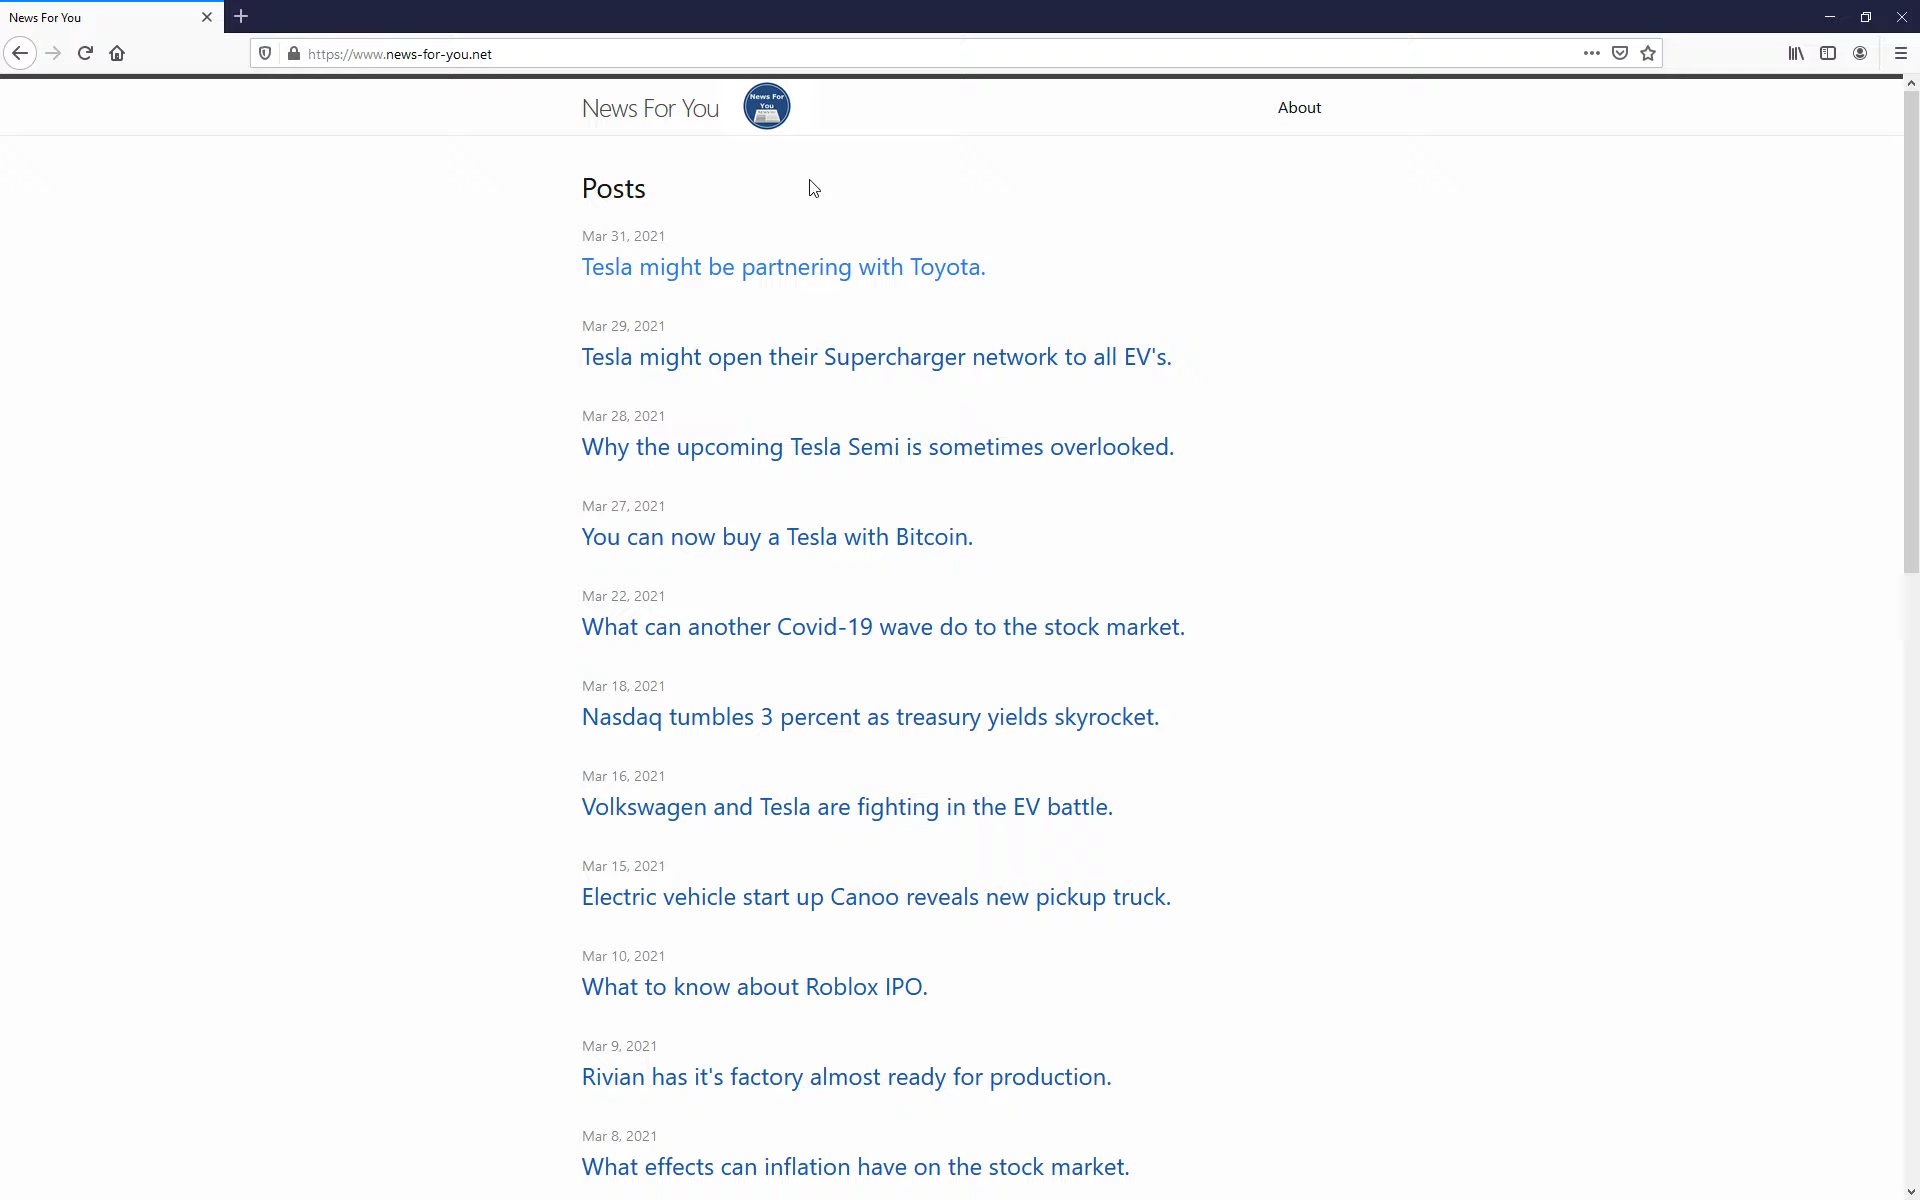 News For You
https://www.news-for-you.net
News For You
News For
You
About
Posts
Mar 31, 2021
Tesla might be partnering with Toyota.
Mar 29, 2021
Tesla might open their Supercharger network to all EV's.
Mar 28, 2021
Why the upcoming Tesla Semi is sometimes overlooked.
Mar 27, 2021
You can now buy a Tesla with Bitcoin.
Mar 22, 2021
What can another Covid-19 wave do to the stock market.
Mar 18, 2021
Nasdaq tumbles 3 percent as treasury yields skyrocket.
Mar 16, 2021
Volkswagen and Tesla are fighting in the EV battle.
Mar 15, 2021
Electric vehicle start up Canoo reveals new pickup truck.
Mar 10, 2021
What to know about Roblox IPO.
Mar 9, 2021
Rivian has it's factory almost ready for production.
Mar 8, 2021
What effects can inflation have on the stock market.